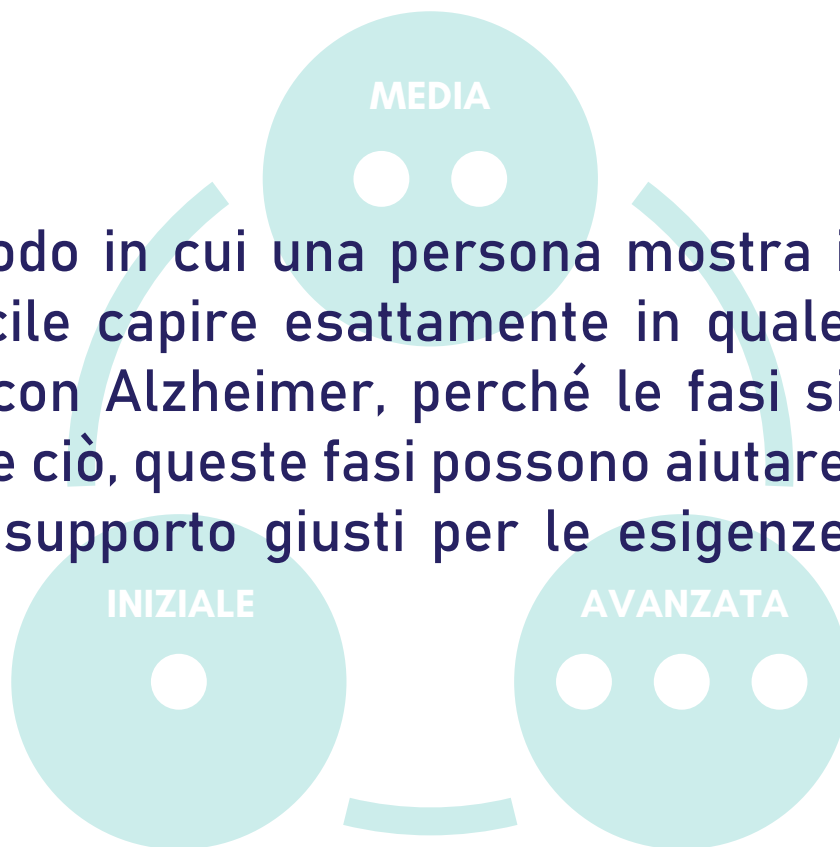 MEDIA
odo in cui una persona mostra i
cile capire esattamente in quale
con Alzheimer, perché le fasi si
e ciò, queste fasi possono aiutare
supporto giusti per le esigenze
INIZIALE
AVANZATA